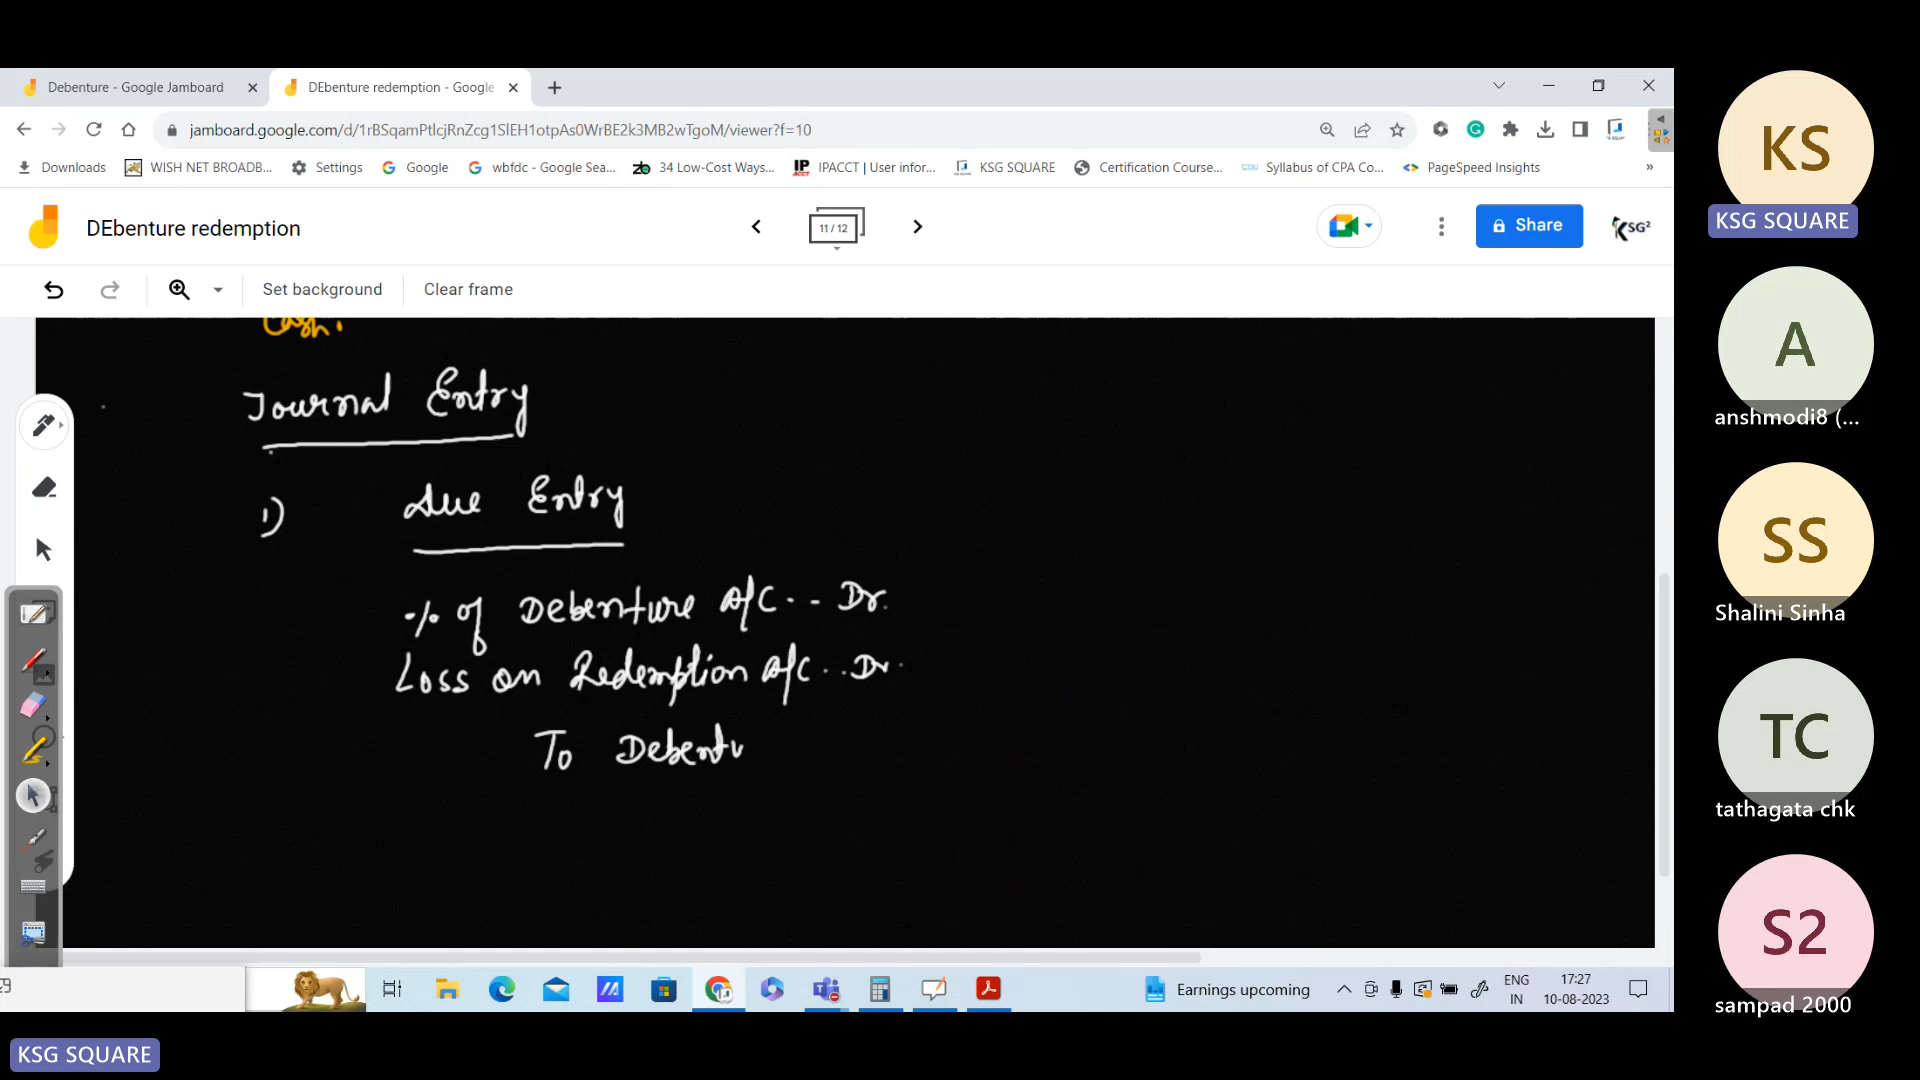 Debenture - Google Jamboard
DEbenture redemption - Google
jamboard.google.com/d/1rBSqamPtlcjRnZcg1SlEH1otpAs0WrBE2k3MB2wTgoM/viewer?f=10
Downloads WISH NET BROADB... Settings Google wbfdc - Google Sea... 34 Low-Cost Ways... IPACCT | User infor... KSG SQUARE Certification Course... Syllabus of CPA Co... PageSpeed Insights »
DEbenture redemption
11 / 12
Share
KSG²
Set background Clear frame
Cash.
Journal Entry
1) Due Entry
% of Debenture A/C .. Dr.
Loss on Redemption A/C .. Dr.
To Debentu
Earnings upcoming
ENG
IN
17:27
10-08-2023
KSG SQUARE
KS
KSG SQUARE
A
anshmodi8 (...
SS
Shalini Sinha
TC
tathagata chk
S2
sampad 2000